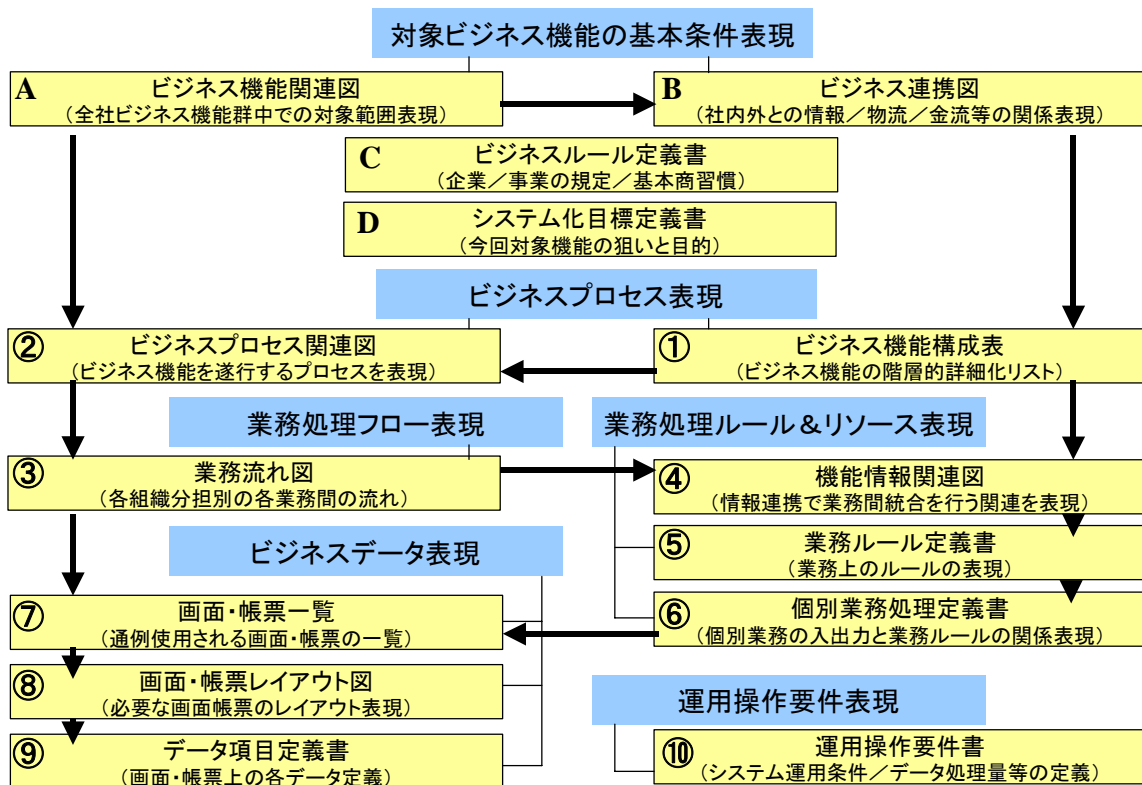 対象ビジネス機能の基本条件表現
A ビジネス機能関連図
（全社ビジネス機能群中での対象範囲表現）
B ビジネス連携図
（社内外との情報／物流／金流等の関係表現）
C ビジネスルール定義書
（企業／事業の規定／基本商習慣）
D システム化目標定義書
（今回対象機能の狙いと目的）
ビジネスプロセス表現
② ビジネスプロセス関連図
（ビジネス機能を遂行するプロセスを表現）
① ビジネス機能構成表
（ビジネス機能の階層的詳細化リスト）
業務処理フロー表現
業務処理ルール＆リソース表現
③ 業務流れ図
（各組織分担別の各業務間の流れ）
④ 機能情報関連図
（情報連携で業務間統合を行う関連を表現）
ビジネスデータ表現
⑤ 業務ルール定義書
（業務上のルールの表現）
⑦ 画面・帳票一覧
（通例使用される画面・帳票の一覧）
⑥ 個別業務処理定義書
（個別業務の入出力と業務ルールの関係表現）
⑧ 画面・帳票レイアウト図
（必要な画面帳票のレイアウト表現）
運用操作要件表現
⑨ データ項目定義書
（画面・帳票上の各データ定義）
⑩ 運用操作要件書
（システム運用条件／データ処理量等の定義）